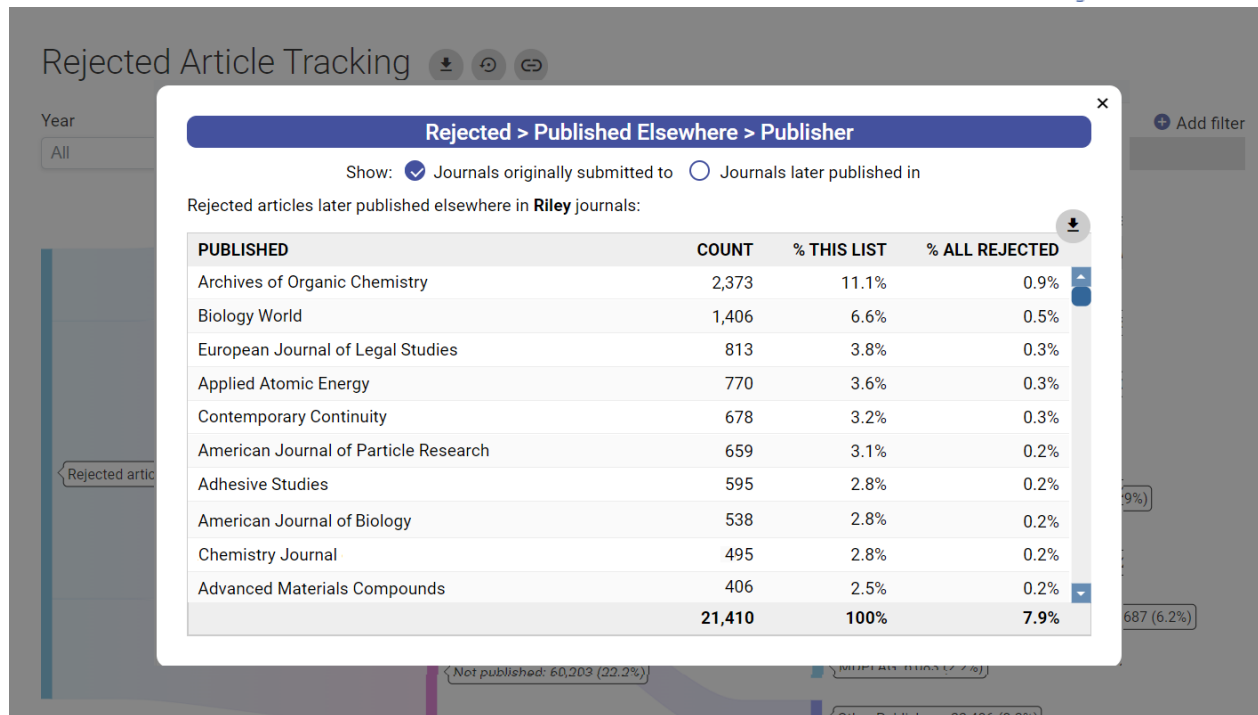 Rejected Article Tracking
Year
All
Add filter
Rejected > Published Elsewhere > Publisher
Show: Journals originally submitted to Journals later published in
Rejected articles later published elsewhere in Riley journals:
PUBLISHED COUNT % THIS LIST % ALL REJECTED
Archives of Organic Chemistry 2,373 11.1% 0.9%
Biology World 1,406 6.6% 0.5%
European Journal of Legal Studies 813 3.8% 0.3%
Applied Atomic Energy 770 3.6% 0.3%
Contemporary Continuity 678 3.2% 0.3%
American Journal of Particle Research 659 3.1% 0.2%
Adhesive Studies 595 2.8% 0.2%
American Journal of Biology 538 2.8% 0.2%
Chemistry Journal 495 2.8% 0.2%
Advanced Materials Compounds 406 2.5% 0.2%
21,410 100% 7.9%
Rejected artic
9%)
687 (6.2%)
Not published: 60,203 (22.2%)